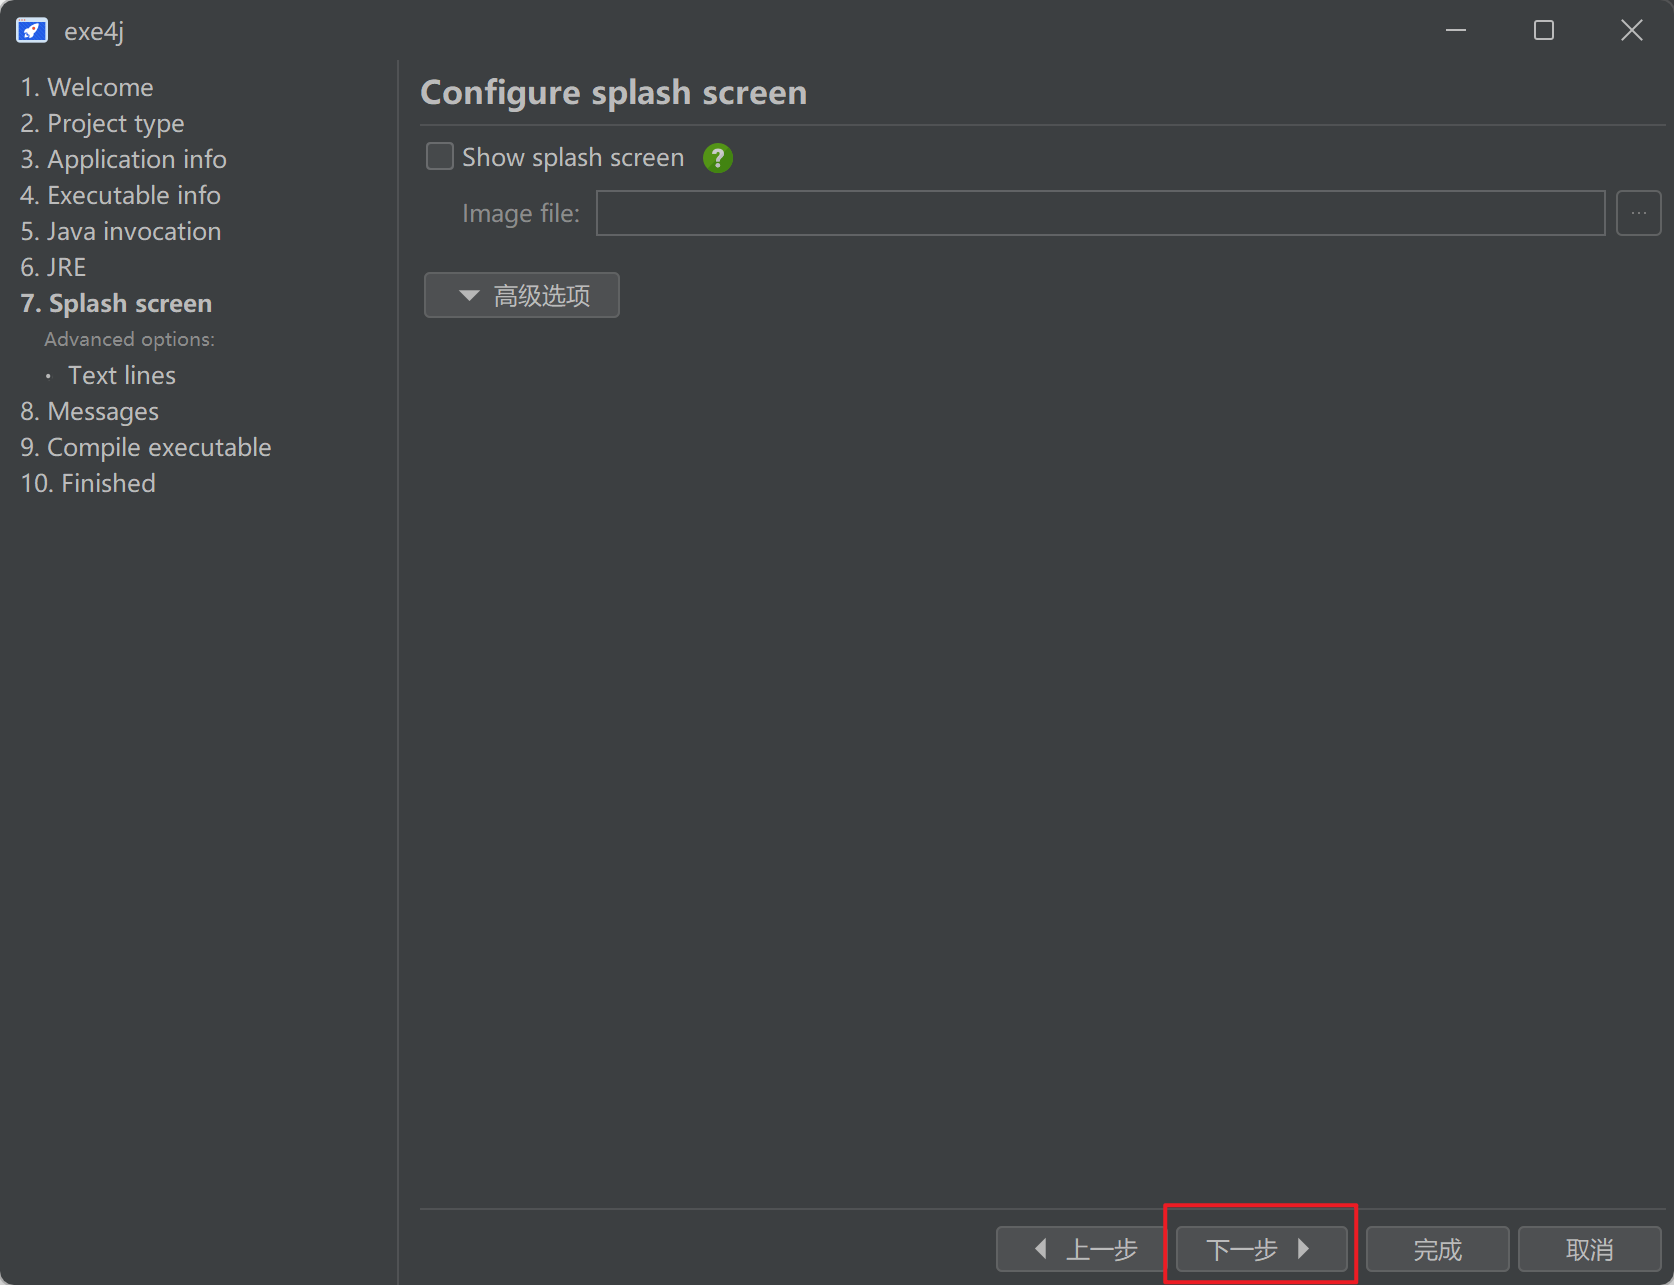 exe4j
1. Welcome
2. Project type
3. Application info
4. Executable info
5. Java invocation
6. JRE
7. Splash screen
Advanced options:
· Text lines
8. Messages
9. Compile executable
10. Finished
Configure splash screen
Show splash screen ?
Image file: ...
高级选项
上一步 下一步 完成 取消